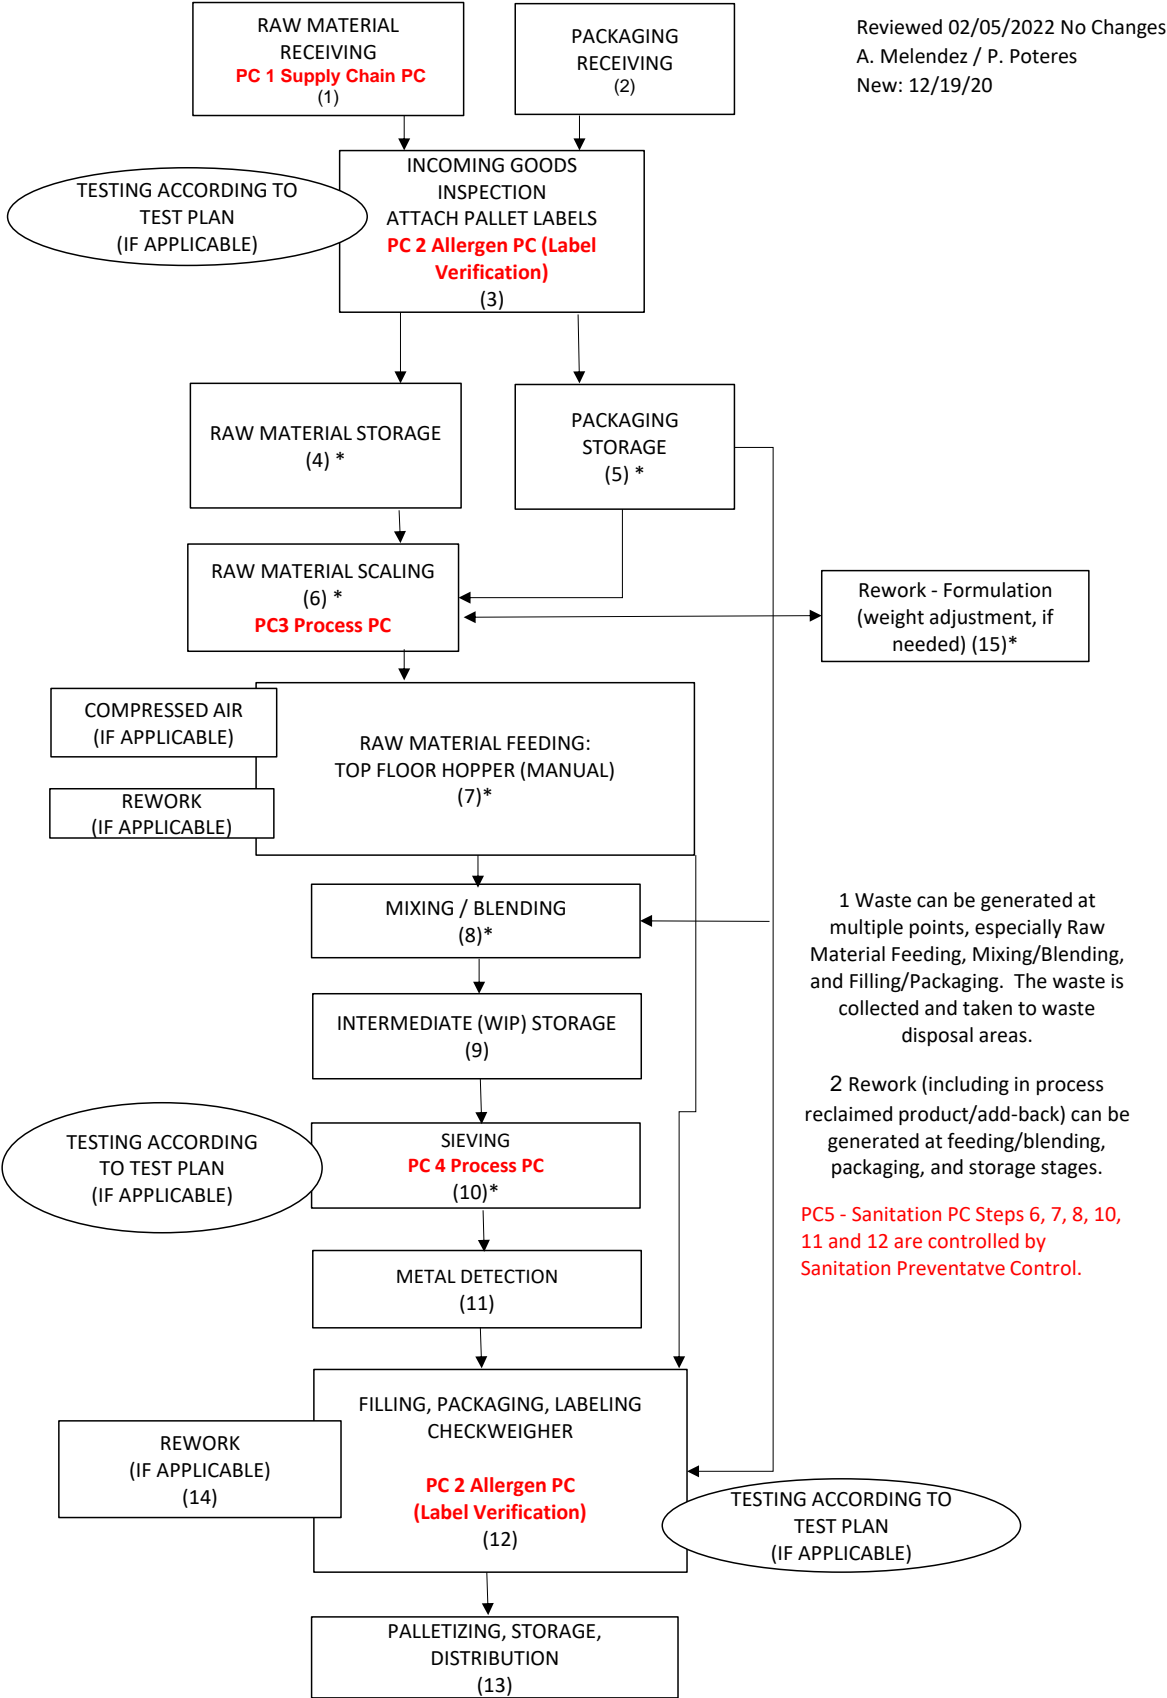 RAW MATERIAL
RECEIVING
PC 1 Supply Chain PC
(1)
PACKAGING
RECEIVING
(2)
Reviewed 02/05/2022 No Changes
A. Melendez / P. Poteres
New: 12/19/20
TESTING ACCORDING TO
TEST PLAN
(IF APPLICABLE)
INCOMING GOODS
INSPECTION
ATTACH PALLET LABELS
PC 2 Allergen PC (Label
Verification)
(3)
RAW MATERIAL STORAGE
(4) *
PACKAGING
STORAGE
(5) *
RAW MATERIAL SCALING
(6) *
PC3 Process PC
Rework - Formulation
(weight adjustment, if
needed) (15)*
COMPRESSED AIR
(IF APPLICABLE)
REWORK
(IF APPLICABLE)
RAW MATERIAL FEEDING:
TOP FLOOR HOPPER (MANUAL)
(7)*
MIXING / BLENDING
(8)*
1 Waste can be generated at
multiple points, especially Raw
Material Feeding, Mixing/Blending,
and Filling/Packaging.  The waste is
collected and taken to waste
disposal areas.
INTERMEDIATE (WIP) STORAGE
(9)
2 Rework (including in process
reclaimed product/add-back) can be
generated at feeding/blending,
packaging, and storage stages.
TESTING ACCORDING
TO TEST PLAN
(IF APPLICABLE)
SIEVING
PC 4 Process PC
(10)*
PC5 - Sanitation PC Steps 6, 7, 8, 10,
11 and 12 are controlled by
Sanitation Preventatve Control.
METAL DETECTION
(11)
FILLING, PACKAGING, LABELING
CHECKWEIGHER
PC 2 Allergen PC
(Label Verification)
(12)
REWORK
(IF APPLICABLE)
(14)
TESTING ACCORDING TO
TEST PLAN
(IF APPLICABLE)
PALLETIZING, STORAGE,
DISTRIBUTION
(13)